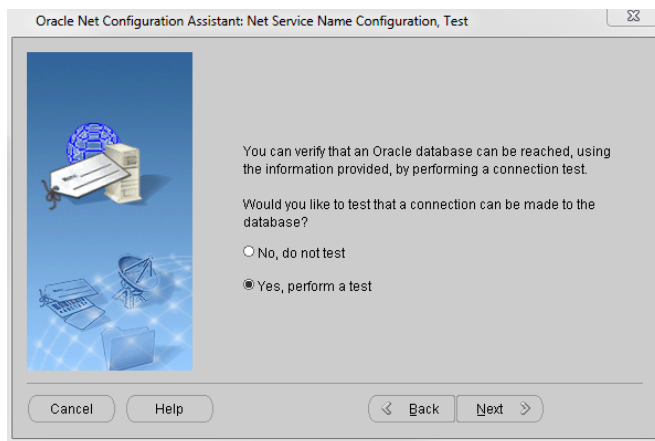 Oracle Net Configuration Assistant: Net Service Name Configuration, Test
You can verify that an Oracle database can be reached, using
the information provided, by performing a connection test.
Would you like to test that a connection can be made to the
database?
No, do not test
Yes, perform a test
Cancel
Help
Back
Next